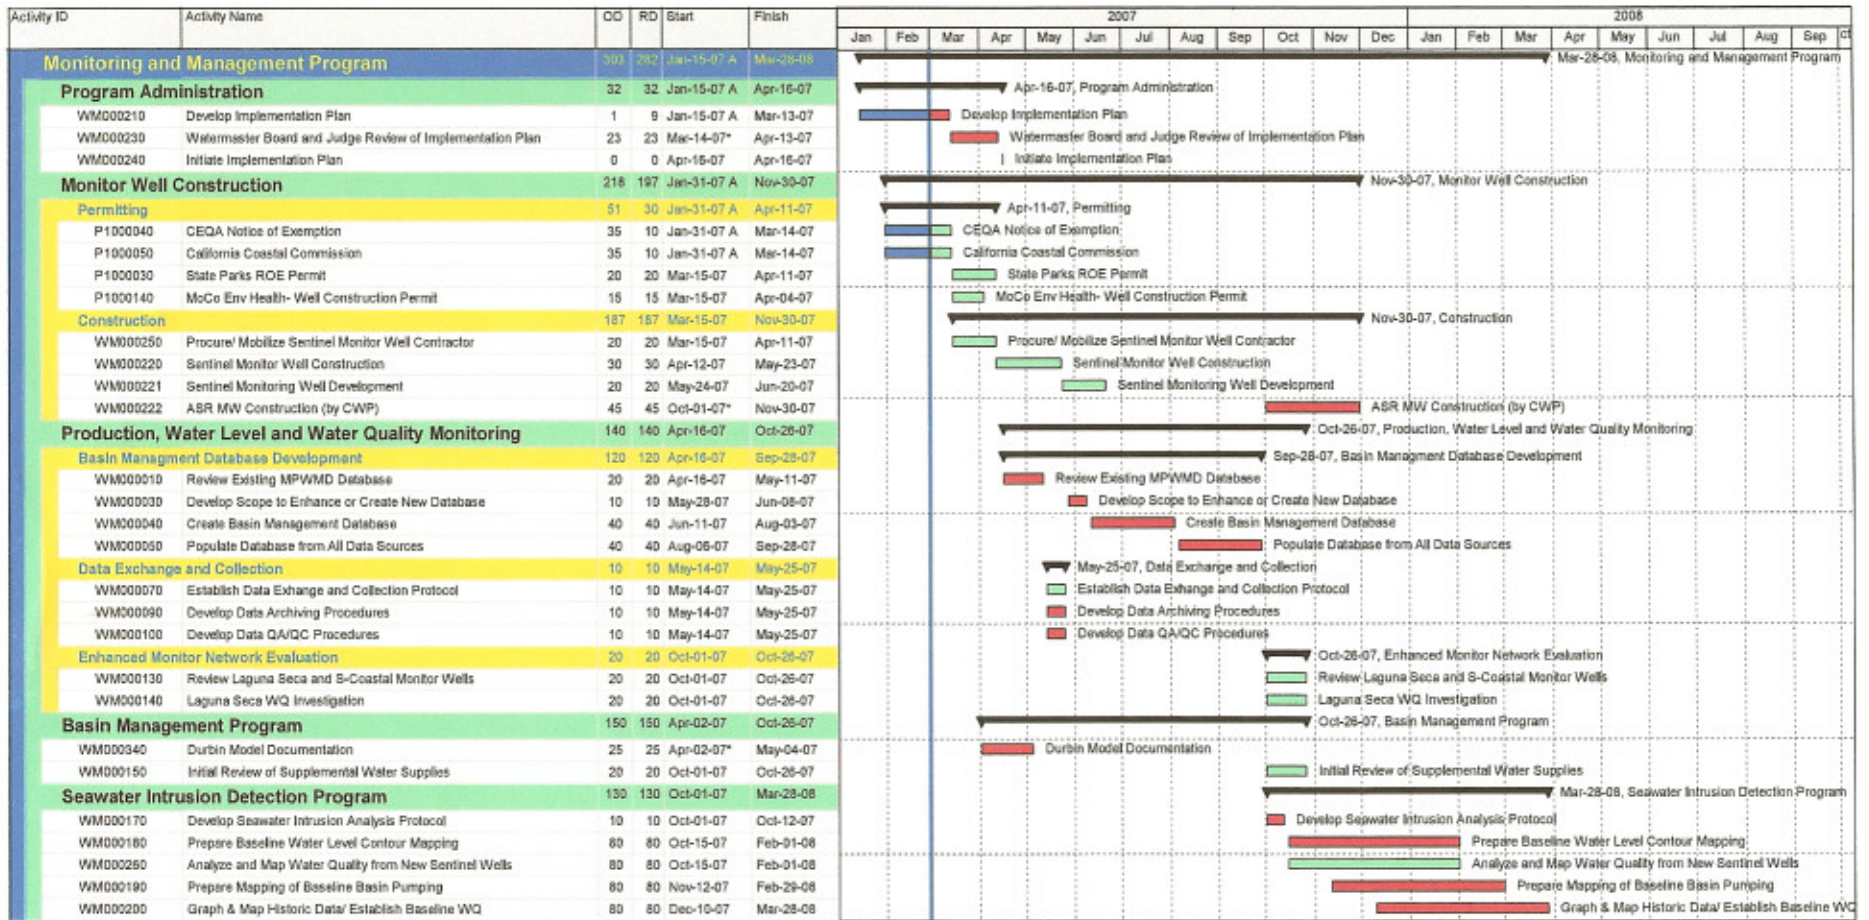 Activity ID Activity Name OD RD Start Finish 2007 2008
Jan Feb Mar Apr May Jun Jul Aug Sep Oct Nov Dec Jan Feb Mar Apr May Jun Jul Aug Sep
Monitoring and Management Program 303 282 Jan-15-07 A Mar-28-08 Mar-28-08, Monitoring and Management Program
Program Administration 32 32 Jan-15-07 A Apr-16-07 Apr-16-07, Program Administration
WM000210 Develop Implementation Plan 1 9 Jan-15-07 A Mar-13-07 Develop Implementation Plan
WM000230 Watermaster Board and Judge Review of Implementation Plan 23 23 Mar-14-07* Apr-13-07 Watermaster Board and Judge Review of Implementation Plan
WM000240 Initiate Implementation Plan 0 0 Apr-16-07 Apr-16-07 Initiate Implementation Plan
Monitor Well Construction 218 197 Jan-31-07 A Nov-30-07 Nov-30-07, Monitor Well Construction
Permitting 51 30 Jan-31-07 A Apr-11-07 Apr-11-07, Permitting
P1000040 CEQA Notice of Exemption 35 10 Jan-31-07 A Mar-14-07 CEQA Notice of Exemption
P1000050 California Coastal Commission 35 10 Jan-31-07 A Mar-14-07 California Coastal Commission
P1000030 State Parks ROE Permit 20 20 Mar-15-07 Apr-11-07 State Parks ROE Permit
P1000140 MoCo Env Health- Well Construction Permit 15 15 Mar-15-07 Apr-04-07 MoCo Env Health- Well Construction Permit
Construction 187 187 Mar-15-07 Nov-30-07 Nov-30-07, Construction
WM000250 Procure/ Mobilize Sentinel Monitor Well Contractor 20 20 Mar-15-07 Apr-11-07 Procure/ Mobilize Sentinel Monitor Well Contractor
WM000220 Sentinel Monitor Well Construction 30 30 Apr-12-07 May-23-07 Sentinel Monitor Well Construction
WM000221 Sentinel Monitoring Well Development 20 20 May-24-07 Jun-20-07 Sentinel Monitoring Well Development
WM000222 ASR MW Construction (by CWP) 45 45 Oct-01-07* Nov-30-07 ASR MW Construction (by CWP)
Production, Water Level and Water Quality Monitoring 140 140 Apr-16-07 Oct-26-07 Oct-26-07, Production, Water Level and Water Quality Monitoring
Basin Managment Database Development 120 120 Apr-16-07 Sep-28-07 Sep-28-07, Basin Managment Database Development
WM000010 Review Existing MPWMD Database 20 20 Apr-16-07 May-11-07 Review Existing MPWMD Database
WM000030 Develop Scope to Enhance or Create New Database 10 10 May-28-07 Jun-08-07 Develop Scope to Enhance or Create New Database
WM000040 Create Basin Management Database 40 40 Jun-11-07 Aug-03-07 Create Basin Management Database
WM000050 Populate Database from All Data Sources 40 40 Aug-06-07 Sep-28-07 Populate Database from All Data Sources
Data Exchange and Collection 10 10 May-14-07 May-25-07 May-25-07, Data Exchange and Collection
WM000070 Establish Data Exhange and Collection Protocol 10 10 May-14-07 May-25-07 Establish Data Exhange and Collection Protocol
WM000090 Develop Data Archiving Procedures 10 10 May-14-07 May-25-07 Develop Data Archiving Procedures
WM000100 Develop Data QA/QC Procedures 10 10 May-14-07 May-25-07 Develop Data QA/QC Procedures
Enhanced Monitor Network Evaluation 20 20 Oct-01-07 Oct-26-07 Oct-26-07, Enhanced Monitor Network Evaluation
WM000130 Review Laguna Seca and S-Coastal Monitor Wells 20 20 Oct-01-07 Oct-26-07 Review Laguna Seca and S-Coastal Monitor Wells
WM000140 Laguna Seca WQ Investigation 20 20 Oct-01-07 Oct-26-07 Laguna Seca WQ Investigation
Basin Management Program 150 150 Apr-02-07 Oct-26-07 Oct-26-07, Basin Management Program
WM000340 Durbin Model Documentation 25 25 Apr-02-07* May-04-07 Durbin Model Documentation
WM000150 Initial Review of Supplemental Water Supplies 20 20 Oct-01-07 Oct-26-07 Initial Review of Supplemental Water Supplies
Seawater Intrusion Detection Program 130 130 Oct-01-07 Mar-28-08 Mar-28-08, Seawater Intrusion Detection Program
WM000170 Develop Seawater Intrusion Analysis Protocol 10 10 Oct-01-07 Oct-12-07 Develop Seawater Intrusion Analysis Protocol
WM000180 Prepare Baseline Water Level Contour Mapping 80 80 Oct-15-07 Feb-01-08 Prepare Baseline Water Level Contour Mapping
WM000260 Analyze and Map Water Quality from New Sentinel Wells 80 80 Oct-15-07 Feb-01-08 Analyze and Map Water Quality from New Sentinel Wells
WM000190 Prepare Mapping of Baseline Basin Pumping 80 80 Nov-12-07 Feb-29-08 Prepare Mapping of Baseline Basin Pumping
WM000200 Graph & Map Historic Data/ Establish Baseline WQ 80 80 Dec-10-07 Mar-28-08 Graph & Map Historic Data/ Establish Baseline WQ